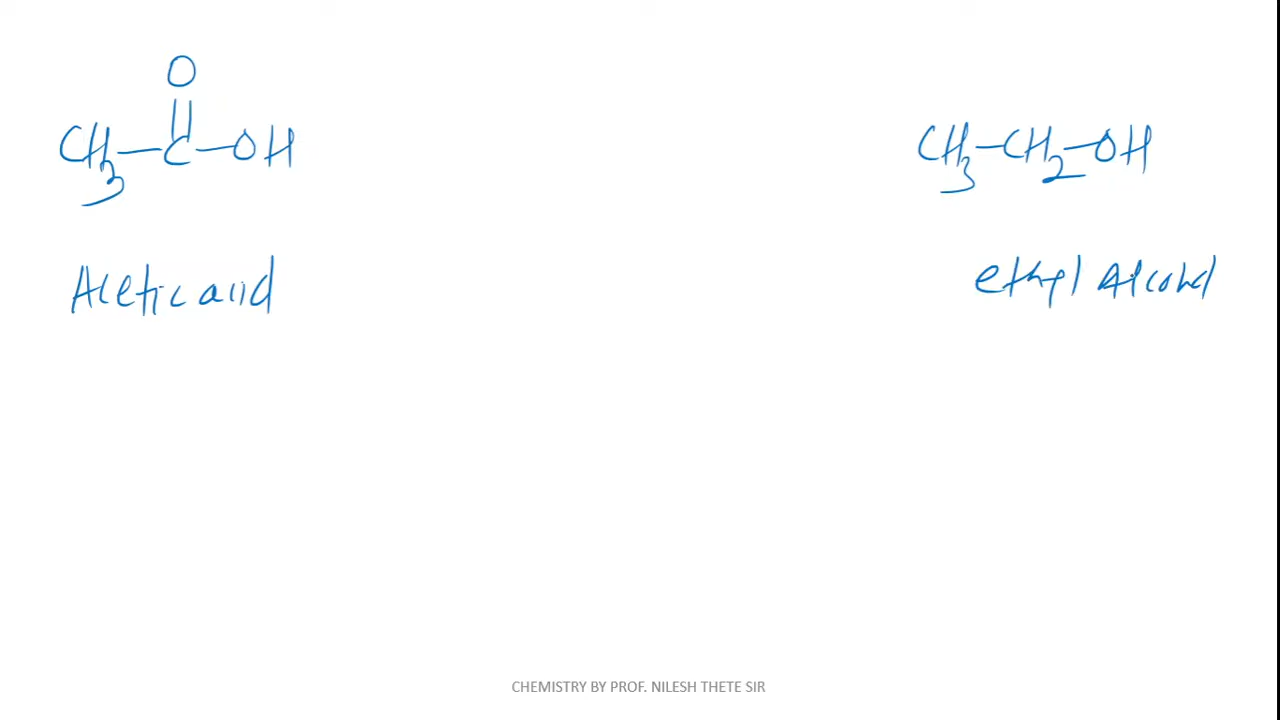 O
CH3-C-OH
CH3-CH2-OH
Acetic acid
ethyl Alcohol
CHEMISTRY BY PROF. NILESH THETE SIR